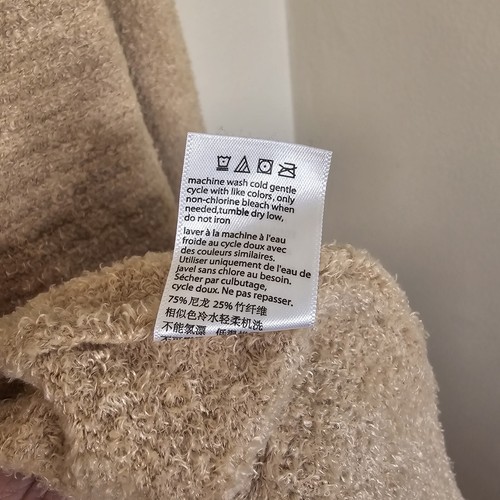 machine wash cold gentle
cycle with like colors, only
non-chlorine bleach when
needed,tumble dry low,
do not iron
laver à la machine à l'eau
froide au cycle doux avec
des couleurs similaires.
Utiliser uniquement de l'eau de
Javel sans chlore au besoin.
Sécher par culbutage,
cycle doux. Ne pas repasser.
75% 尼龙 25% 竹纤维
相似色冷水轻柔机洗
不能氯漂